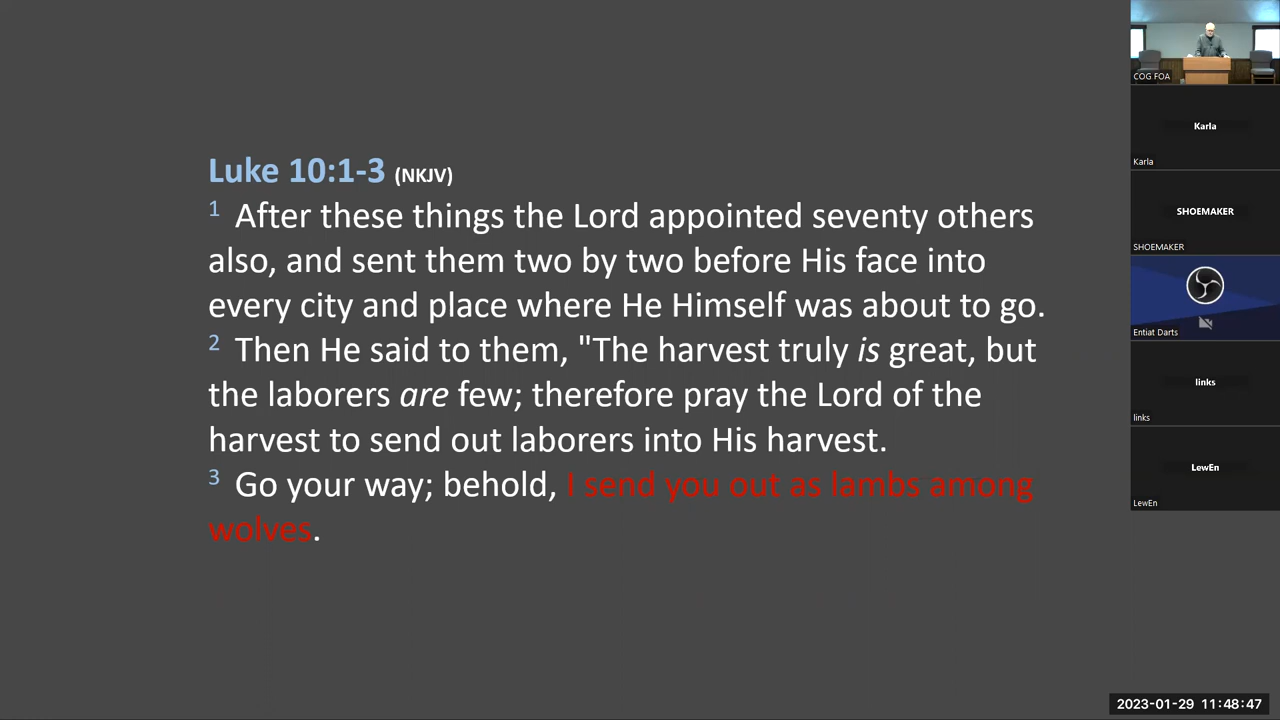 Luke 10:1-3 (NKJV)
1 After these things the Lord appointed seventy others
also, and sent them two by two before His face into
every city and place where He Himself was about to go.
2 Then He said to them, "The harvest truly is great, but
the laborers are few; therefore pray the Lord of the
harvest to send out laborers into His harvest.
3 Go your way; behold, I send you out as lambs among
wolves.
COG FOA
Karla
Karla
SHOEMAKER
SHOEMAKER
Entiat Darts
links
links
LewEn
LewEn
2023-01-29 11:48:47